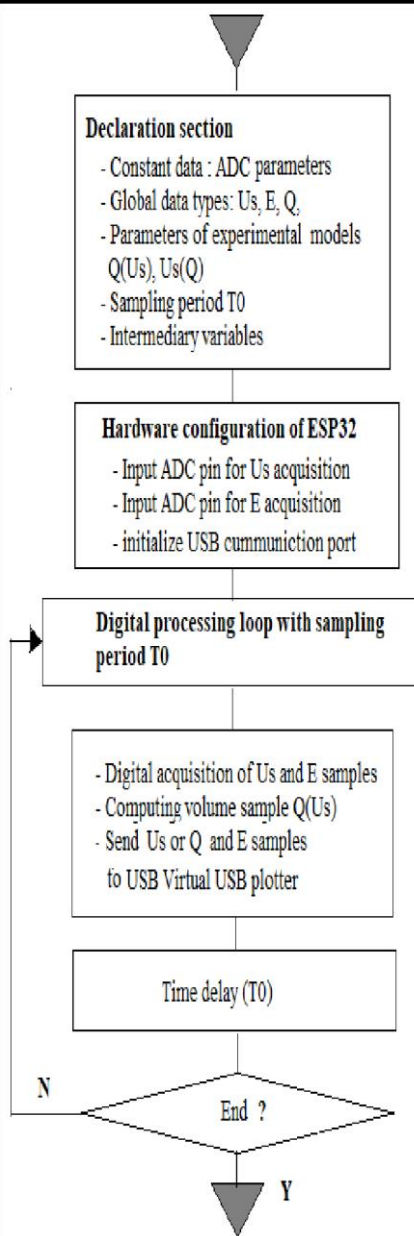 Declaration section
- Constant data : ADC parameters
- Global data types: Us, E, Q,
- Parameters of experimental models
Q(Us), Us(Q)
- Sampling period T0
- Intermediary variables
Hardware configuration of ESP32
- Input ADC pin for Us acquisition
- Input ADC pin for E acquisition
- initialize USB cummuniction port
Digital processing loop with sampling
period T0
- Digital acquisition of Us and E samples
- Computing volume sample Q(Us)
- Send Us or Q and E samples
to USB Virtual USB plotter
Time delay (T0)
N
End ?
Y